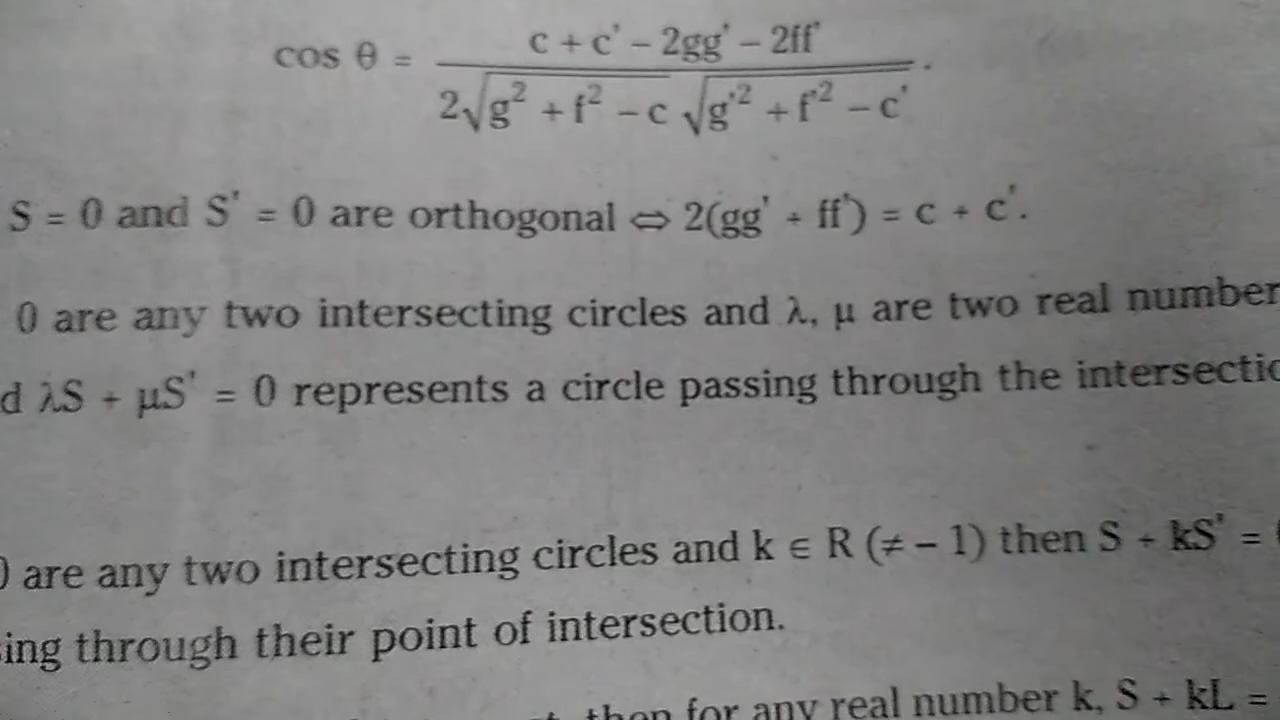 cos θ = (c + c' − 2gg' − 2ff') / (2√(g² + f² − c) √(g'² + f'² − c')).
S = 0 and S' = 0 are orthogonal ⇔ 2(gg' + ff') = c + c'.
0 are any two intersecting circles and λ, μ are two real number
d λS + μS' = 0 represents a circle passing through the intersectio
0 are any two intersecting circles and k ∈ R (≠ − 1) then S + kS' =
ing through their point of intersection.
then for any real number k, S + kL =